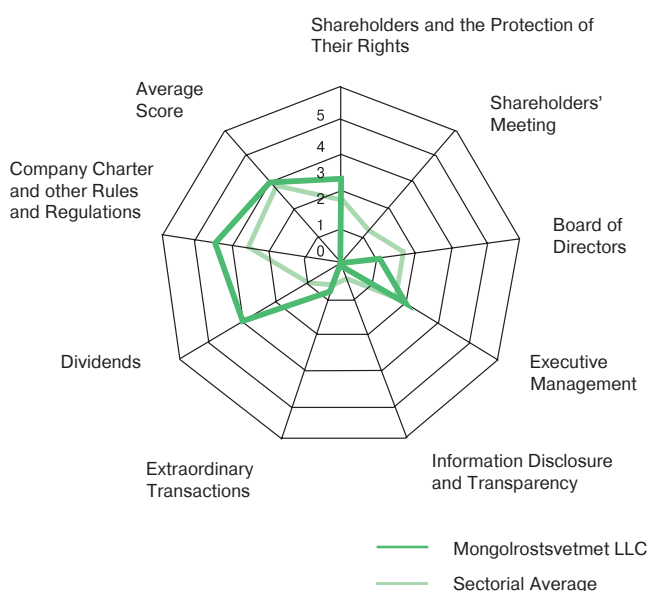 Shareholders and the Protection of
Their Rights
Average
Score
Shareholders'
Meeting
5
4
3
2
1
0
Company Charter
and other Rules
and Regulations
Board of
Directors
Dividends
Executive
Management
Extraordinary
Transactions
Information Disclosure
and Transparency
Mongolrostsvetmet LLC
Sectorial Average